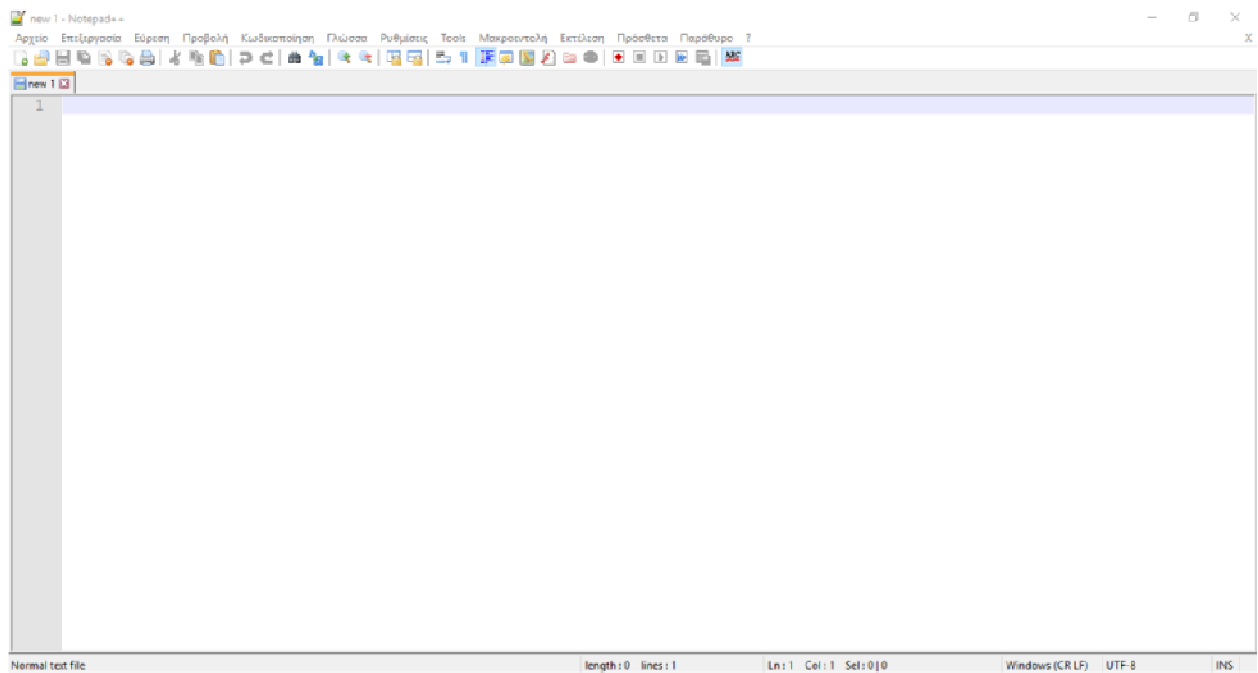 new 1 - Notepad++
Αρχείο Επεξεργασία Εύρεση Προβολή Κωδικοποίηση Γλώσσα Ρυθμίσεις Tools Μακροεντολή Εκτέλεση Πρόσθετα Παράθυρο ? X
ABC
new 1
1
Normal text file length : 0 lines : 1 Ln : 1 Col : 1 Sel : 0 | 0 Windows (CR LF) UTF-8 INS